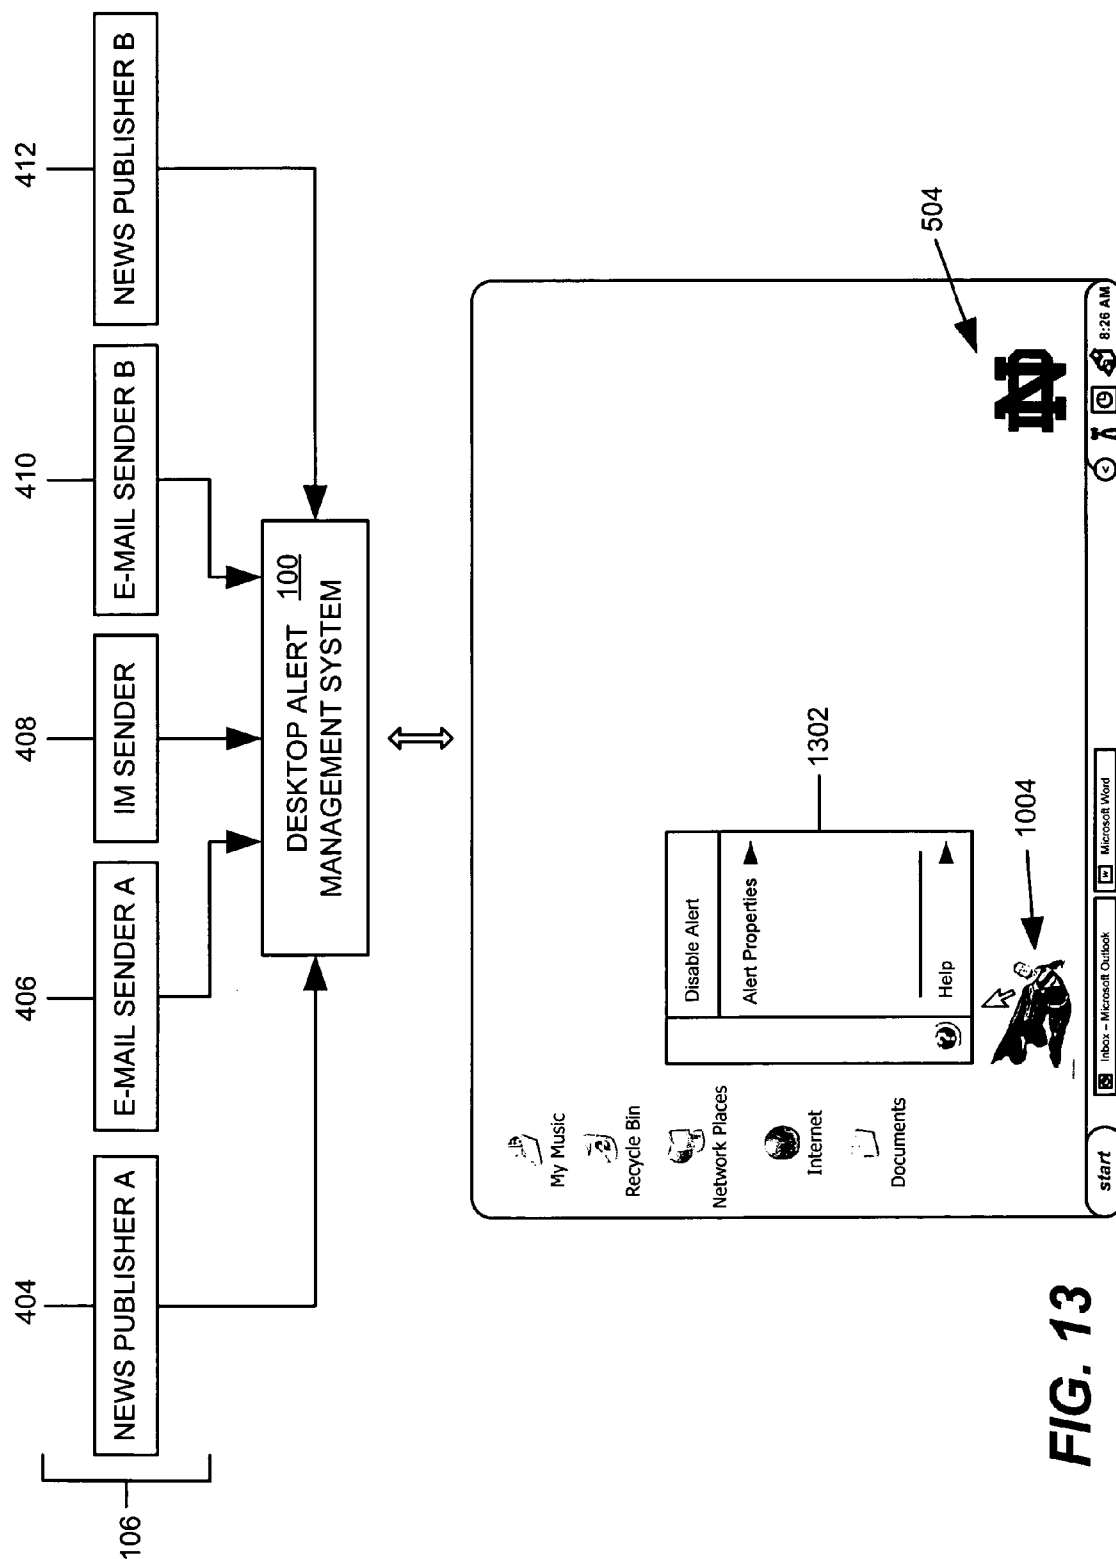 404
406
408
410
412
106
NEWS PUBLISHER A
E-MAIL SENDER A
IM SENDER
E-MAIL SENDER B
NEWS PUBLISHER B
DESKTOP ALERT 100
MANAGEMENT SYSTEM
My Music
Recycle Bin
Network Places
Internet
Documents
Disable Alert
Alert Properties
Help
1302
1004
504
ND
start
Inbox – Microsoft Outlook
W Microsoft Word
<
8:26 AM
FIG. 13